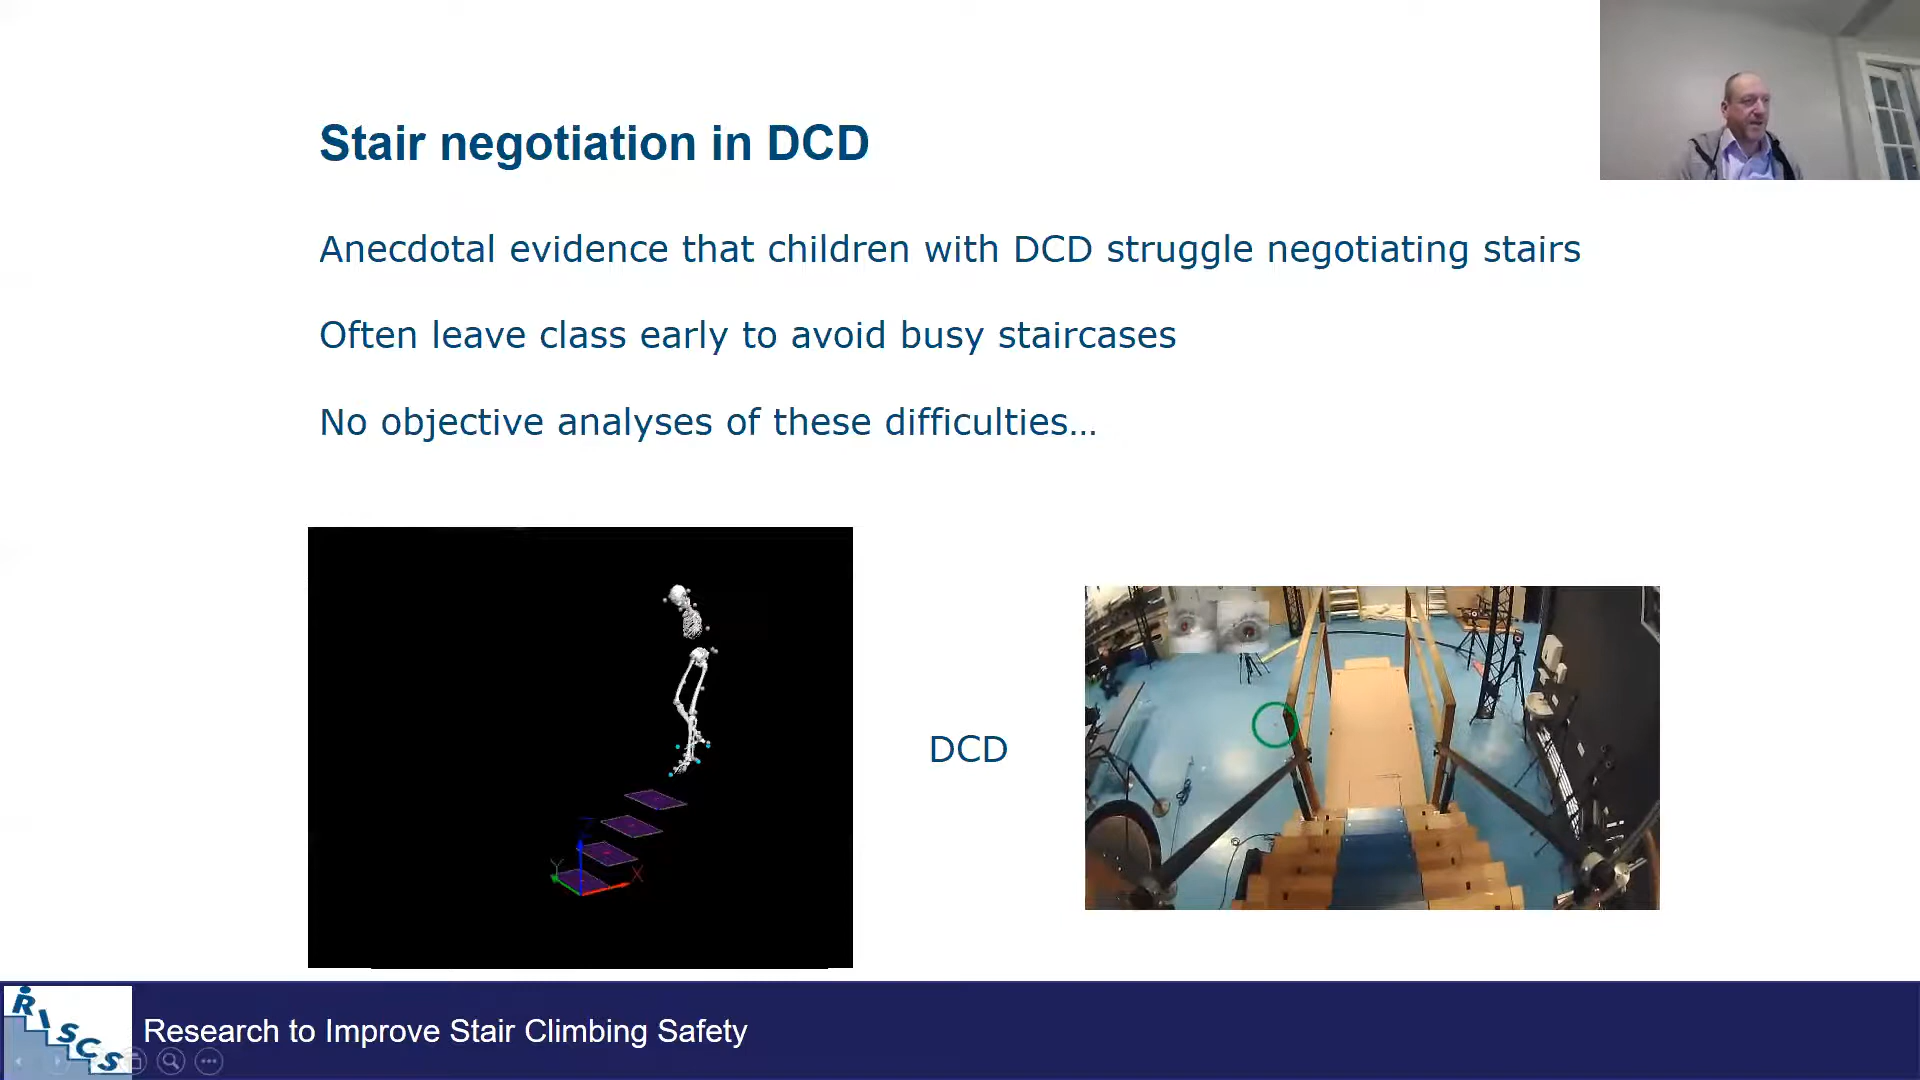 Stair negotiation in DCD
Anecdotal evidence that children with DCD struggle negotiating stairs
Often leave class early to avoid busy staircases
No objective analyses of these difficulties…
Z
Y
X
DCD
RISCS
Research to Improve Stair Climbing Safety